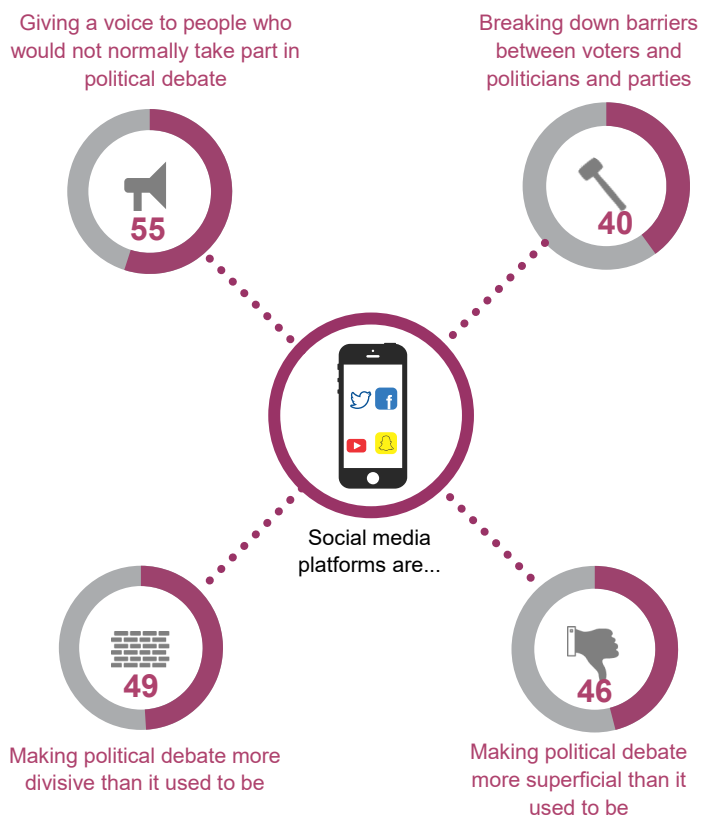 Giving a voice to people who
would not normally take part in
political debate
55
Breaking down barriers
between voters and
politicians and parties
40
f
Social media
platforms are...
49
Making political debate more
divisive than it used to be
46
Making political debate
more superficial than it
used to be